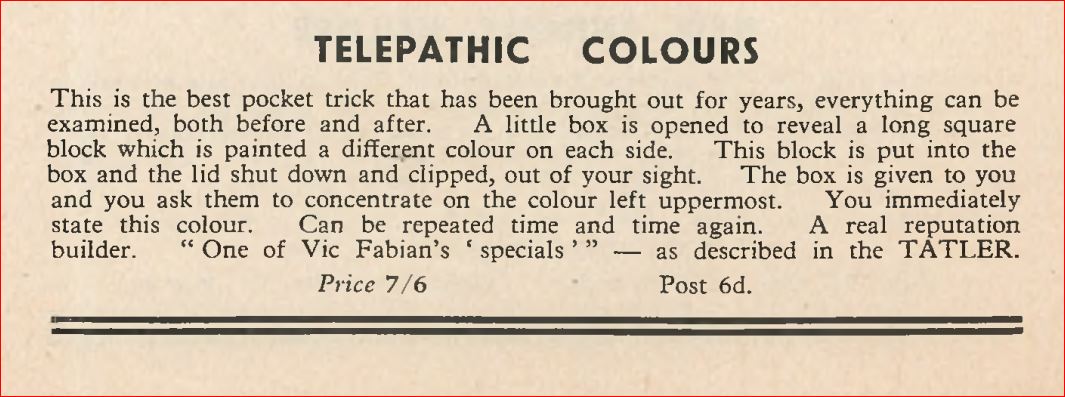 TELEPATHIC COLOURS
This is the best pocket trick that has been brought out for years, everything can be
examined, both before and after. A little box is opened to reveal a long square
block which is painted a different colour on each side. This block is put into the
box and the lid shut down and clipped, out of your sight. The box is given to you
and you ask them to concentrate on the colour left uppermost. You immediately
state this colour. Can be repeated time and time again. A real reputation
builder. “ One of Vic Fabian's ‘ specials ’ ” — as described in the TATLER.
Price 7/6 Post 6d.